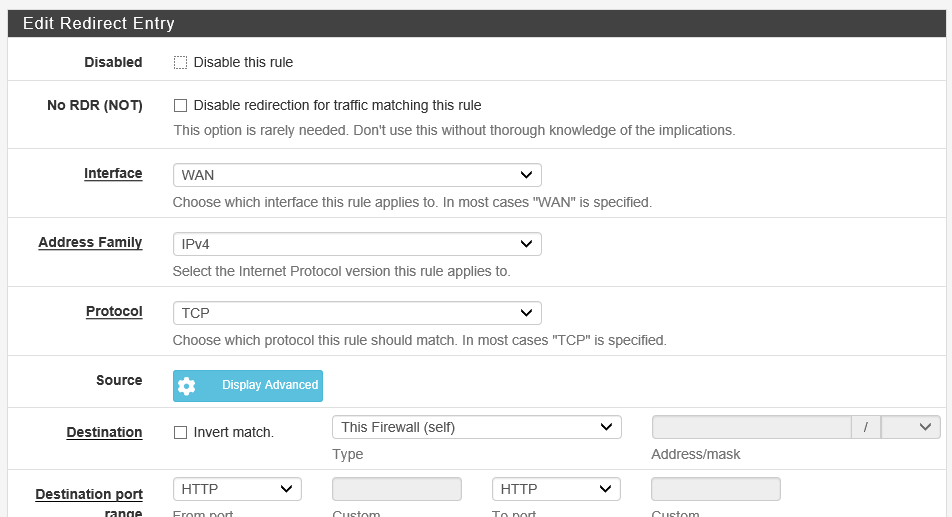 Edit Redirect Entry
Disabled
Disable this rule
No RDR (NOT)
Disable redirection for traffic matching this rule
This option is rarely needed. Don't use this without thorough knowledge of the implications.
Interface
WAN
Choose which interface this rule applies to. In most cases "WAN" is specified.
Address Family
IPv4
Select the Internet Protocol version this rule applies to.
Protocol
TCP
Choose which protocol this rule should match. In most cases "TCP" is specified.
Source
Display Advanced
Destination
Invert match.
This Firewall (self)
/
Type
Address/mask
Destination port
range
HTTP
HTTP
From port
Custom
To port
Custom